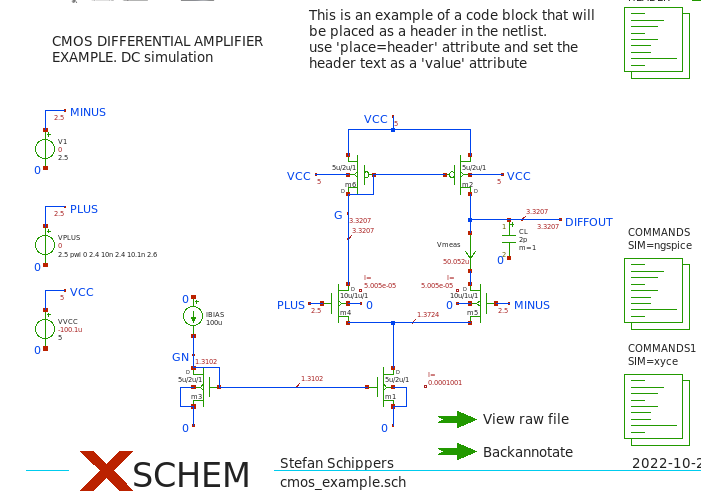 This is an example of a code block that will
be placed as a header in the netlist.
use 'place=header' attribute and set the
header text as a 'value' attribute
CMOS DIFFERENTIAL AMPLIFIER
EXAMPLE. DC simulation
MINUS
2.5
V1
0
2.5
0
PLUS
2.5
VPLUS
0
2.5 pwl 0 2.4 10n 2.4 10.1n 2.6
0
VCC
5
VVCC
-100.1u
5
0
VCC
5
5u/2u/1
m6
D
VCC
5
5u/2u/1
m2
D
VCC
5
G
3.3207
3.3207
3.3207
DIFFOUT
1
CL
2p
m=1
2
3.3207
0
Vmeas
50.052u
I=
5.005e-05
I=
5.005e-05
PLUS
2.5
D
10u/1u/1
m4
0
0
D
10u/1u/1
m5
2.5
MINUS
1.3724
0
IBIAS
100u
GN
1.3102
D
5u/2u/1
m3
0
1.3102
D
5u/2u/1
m1
0
I=
0.0001001
COMMANDS
SIM=ngspice
COMMANDS1
SIM=xyce
View raw file
Backannotate
XSCHEM
Stefan Schippers
cmos_example.sch
2022-10-2